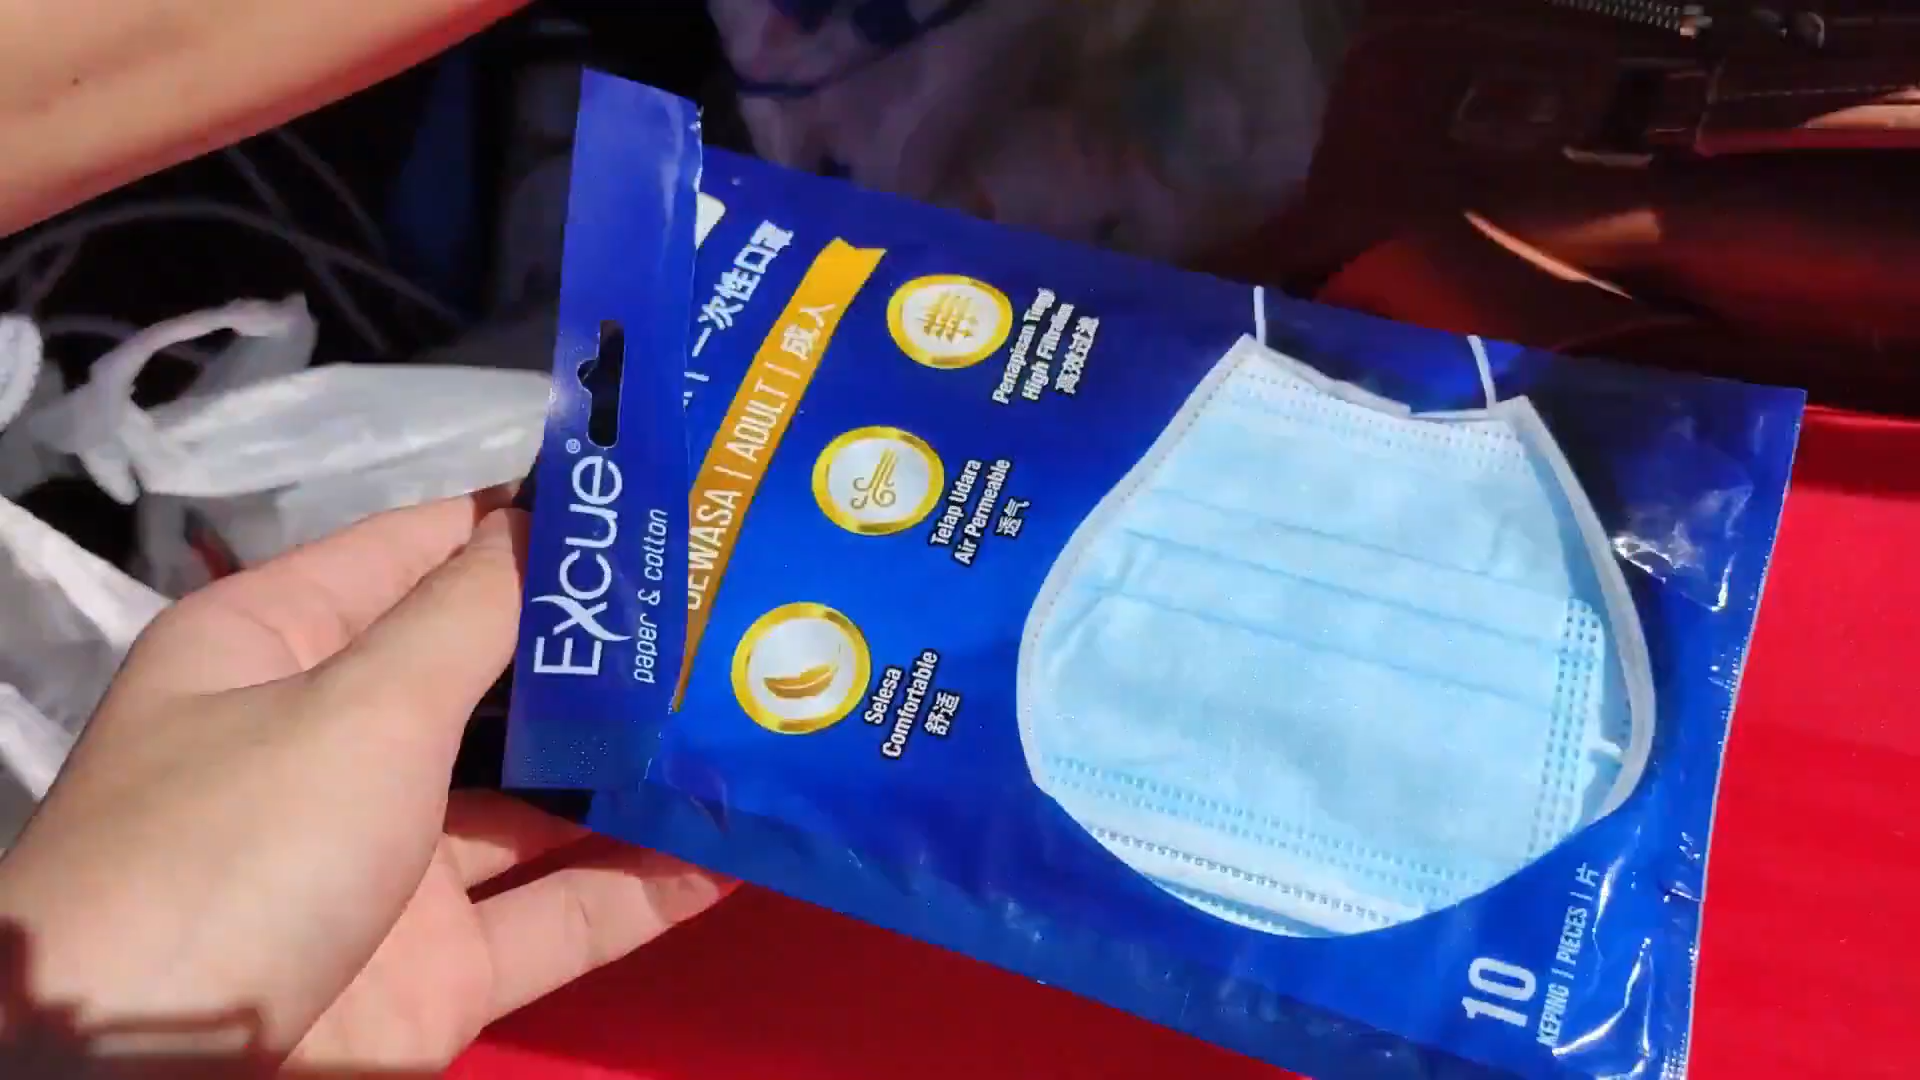 Excue®
paper & cotton
一次性口罩
DEWASA | ADULT | 成人
Penapisan Tinggi
High Filtration
高效过滤
Telap Udara
Air Permeable
透气
Selesa
Comfortable
舒适
10
KEPING | PIECES | 片